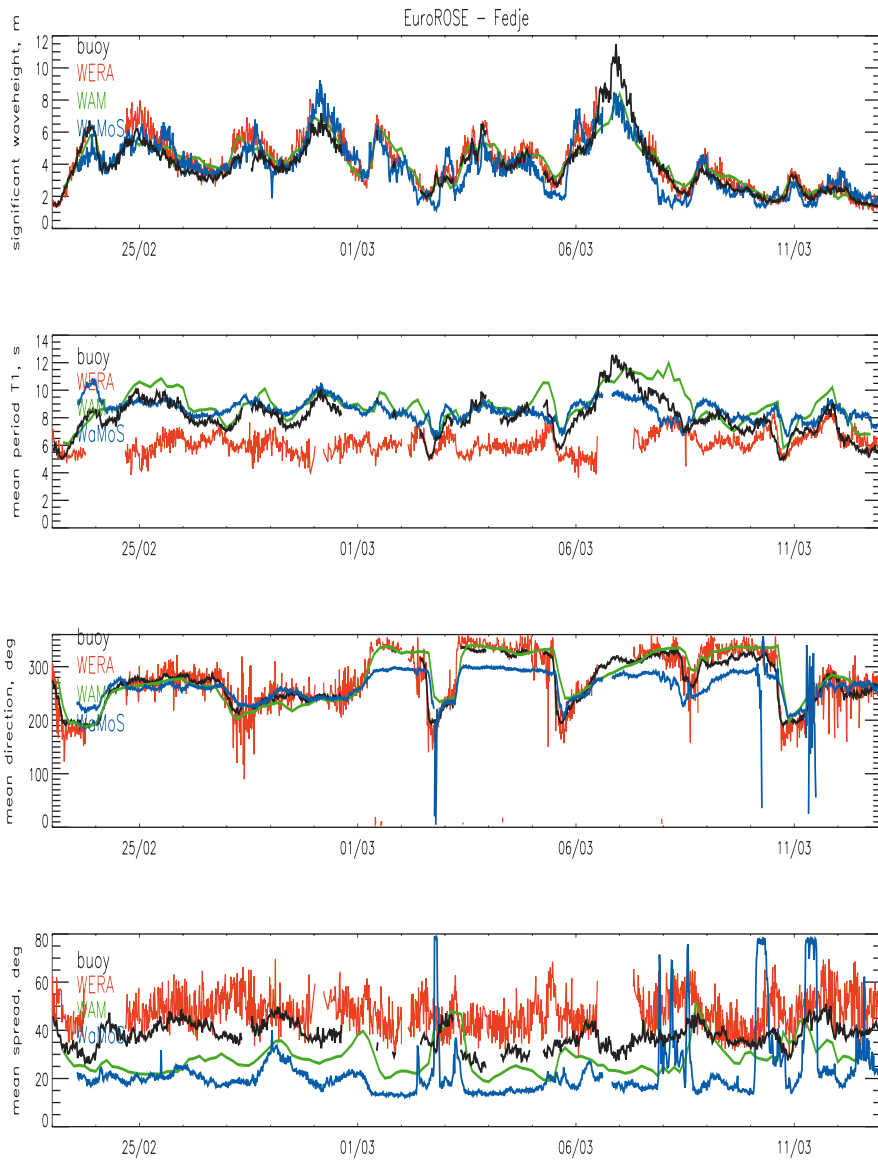 EuroROSE – Fedje
significant waveheight, m
12
10
8
6
4
2
0
buoy
WERA
WAM
WaMoS
25/02
01/03
06/03
11/03
mean period T1, s
14
12
10
8
6
4
2
0
buoy
WERA
WAM
WaMoS
25/02
01/03
06/03
11/03
mean direction, deg
300
200
100
0
buoy
WERA
WAM
WaMoS
25/02
01/03
06/03
11/03
mean spread, deg
80
60
40
20
0
buoy
WERA
WAM
WaMoS
25/02
01/03
06/03
11/03